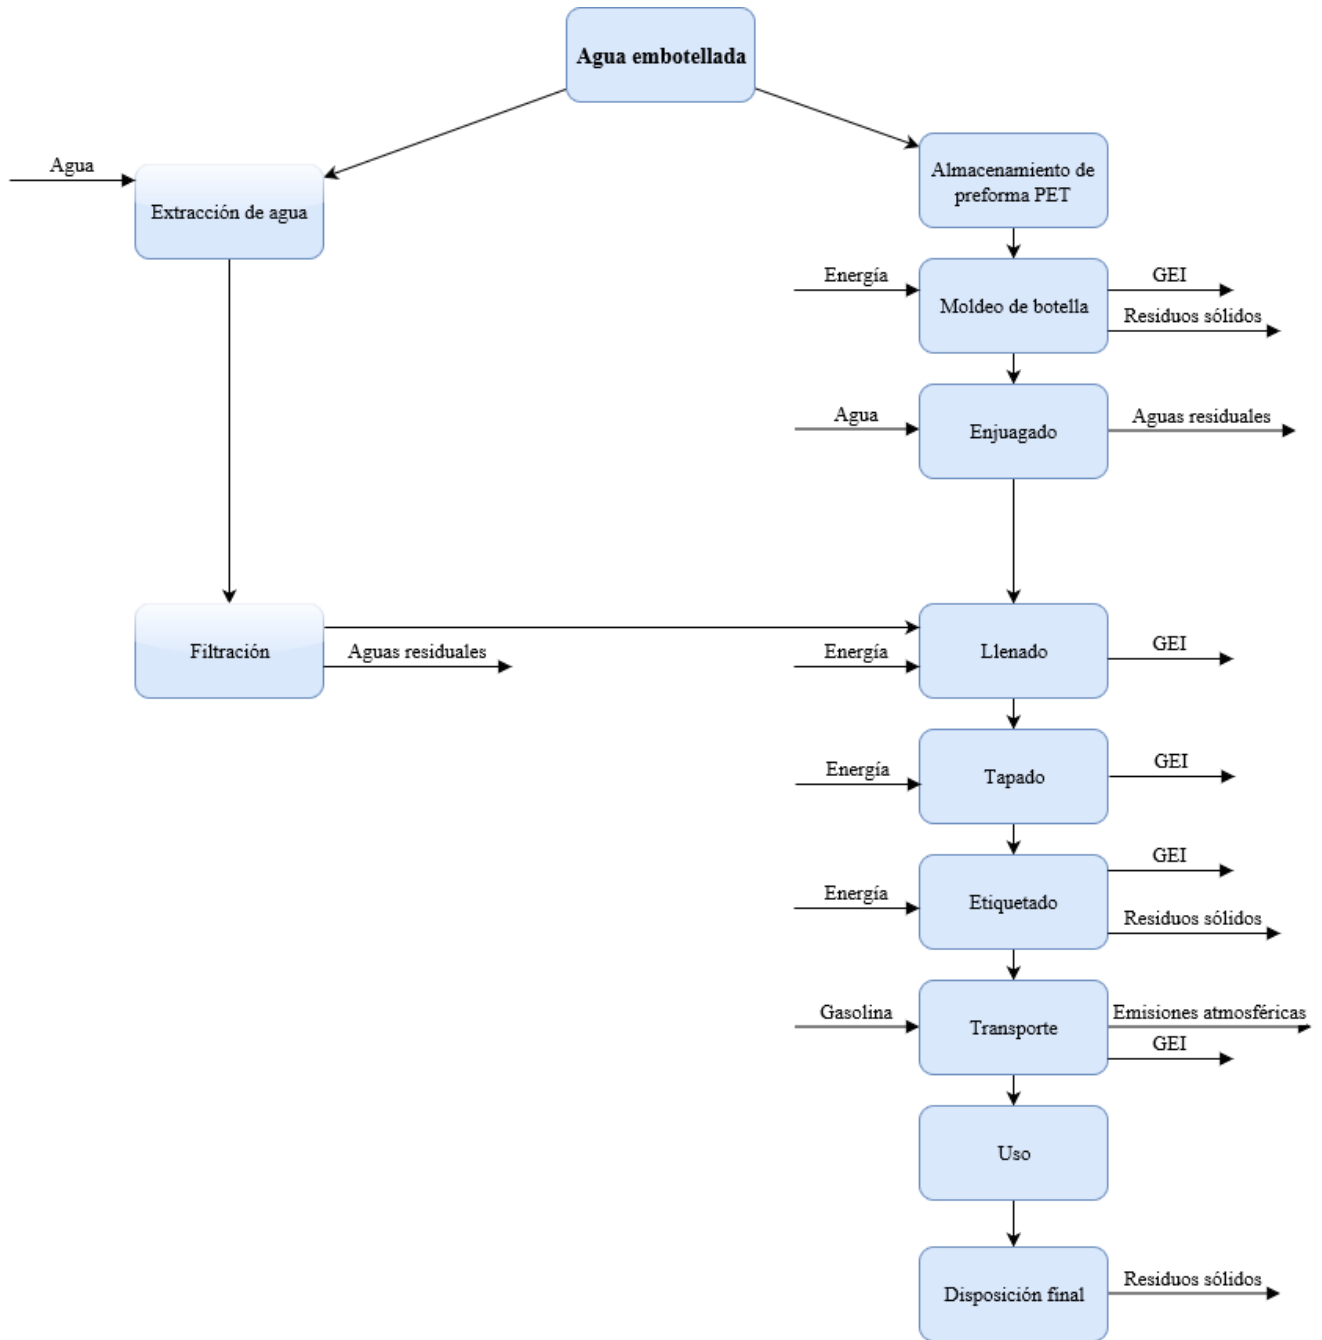 Agua embotellada
Agua
Extracción de agua
Almacenamiento de
preforma PET
Energía
Moldeo de botella
GEI
Residuos sólidos
Agua
Enjuagado
Aguas residuales
Filtración
Aguas residuales
Energía
Llenado
GEI
Energía
Tapado
GEI
Energía
Etiquetado
GEI
Residuos sólidos
Gasolina
Transporte
Emisiones atmosféricas
GEI
Uso
Disposición final
Residuos sólidos